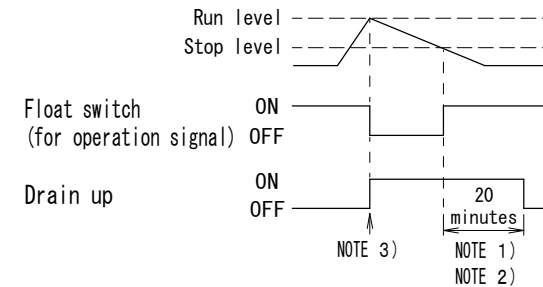 Run level
Stop level
Float switch
(for operation signal)
ON
OFF
Drain up
ON
OFF
20
minutes
NOTE 3)
NOTE 1)
NOTE 2)